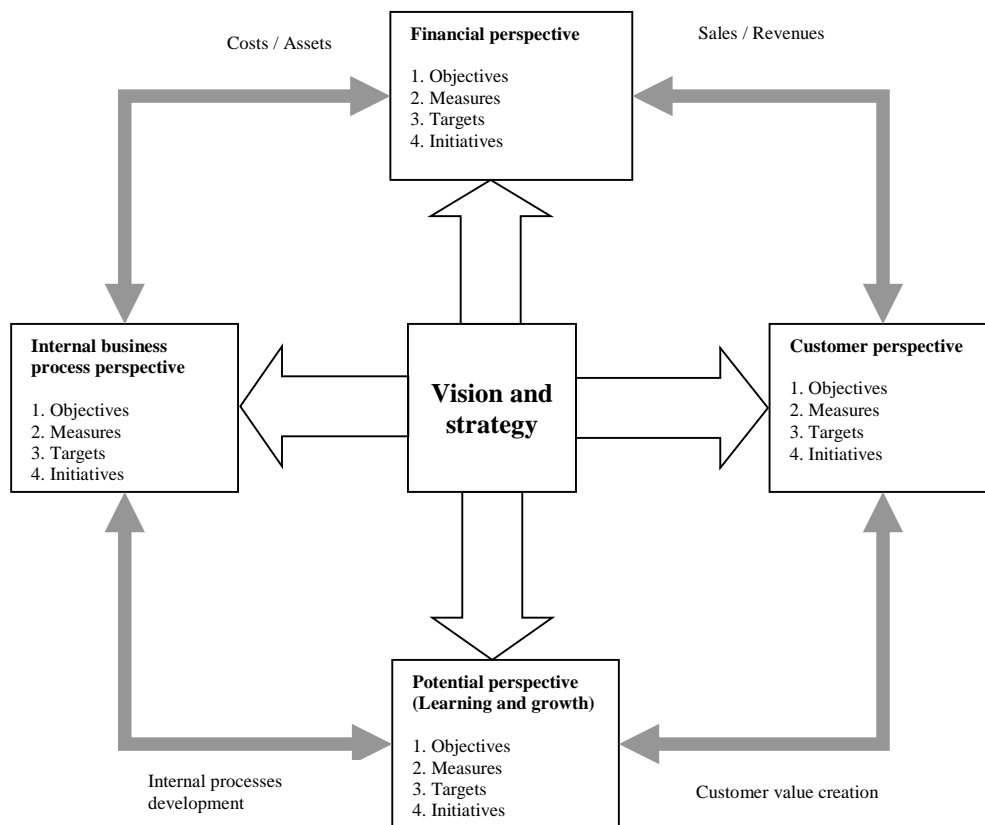 Costs / Assets
Financial perspective
1. Objectives
2. Measures
3. Targets
4. Initiatives
Sales / Revenues
Internal business
process perspective
1. Objectives
2. Measures
3. Targets
4. Initiatives
Vision and
strategy
Customer perspective
1. Objectives
2. Measures
3. Targets
4. Initiatives
Potential perspective
(Learning and growth)
1. Objectives
2. Measures
3. Targets
4. Initiatives
Internal processes
development
Customer value creation